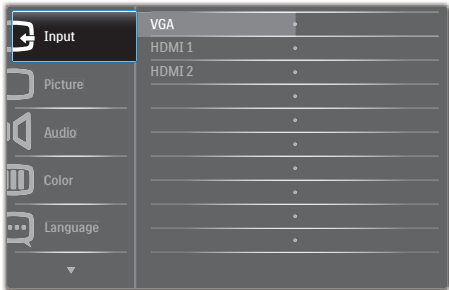 Input
Picture
Audio
Color
Language
VGA
HDMI 1
HDMI 2